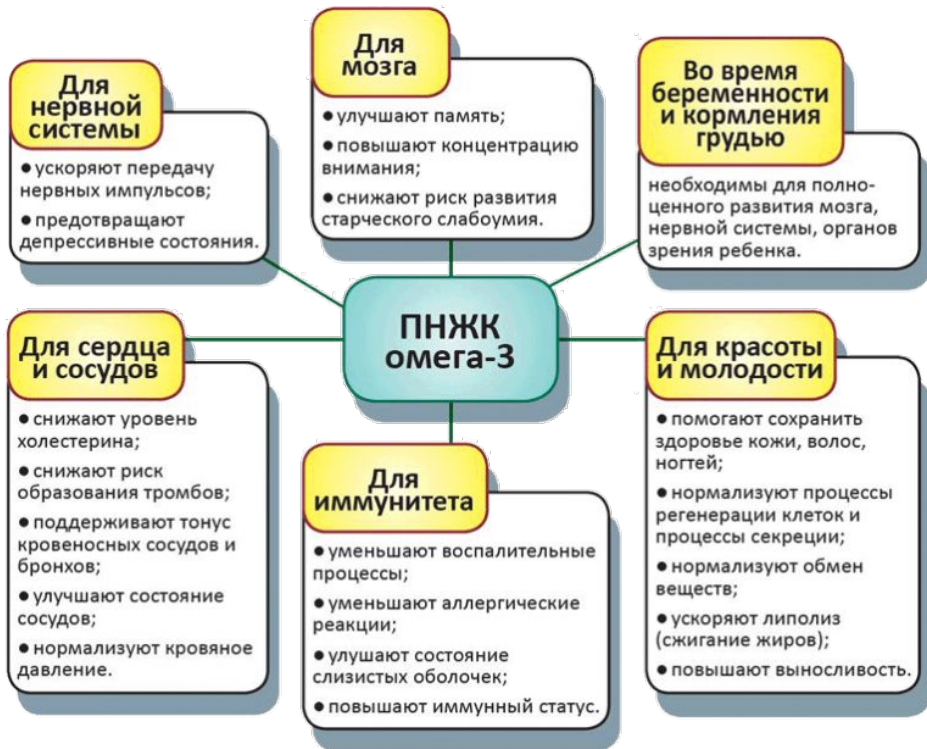 Для
нервной
системы
● ускоряют передачу
нервных импульсов;
● предотвращают
депрессивные состояния.
Для
мозга
● улучшают память;
● повышают концентрацию
внимания;
● снижают риск развития
старческого слабоумия.
Во время
беременности
и кормления
грудью
необходимы для полно-
ценного развития мозга,
нервной системы, органов
зрения ребенка.
ПНЖК
омега-3
Для сердца
и сосудов
● снижают уровень
холестерина;
● снижают риск
образования тромбов;
● поддерживают тонус
кровеносных сосудов и
бронхов;
● улучшают состояние
сосудов;
● нормализуют кровяное
давление.
Для
иммунитета
● уменьшают воспалительные
процессы;
● уменьшают аллергические
реакции;
● улушают состояние
слизистых оболочек;
● повышают иммунный статус.
Для красоты
и молодости
● помогают сохранить
здоровье кожи, волос,
ногтей;
● нормализуют процессы
регенерации клеток и
процессы секреции;
● нормализуют обмен
веществ;
● ускоряют липолиз
(сжигание жиров);
● повышают выносливость.